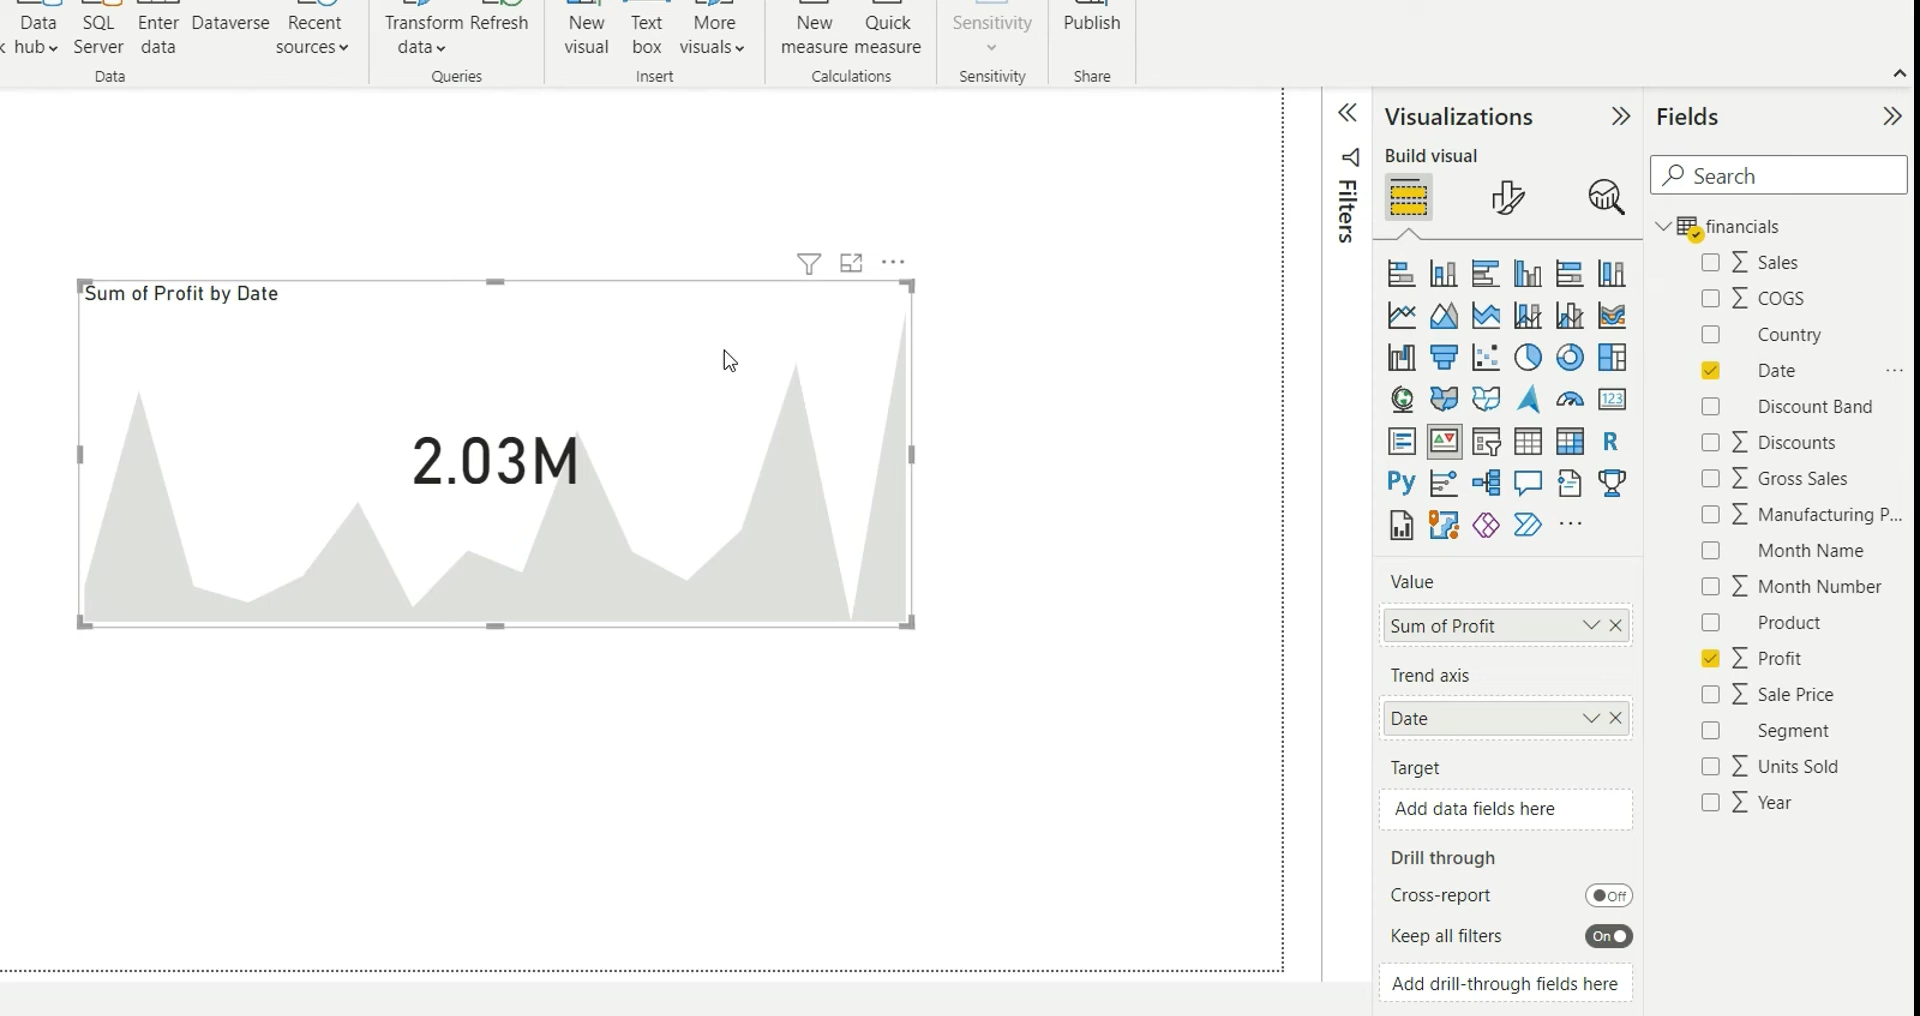 Data
hub
SQL
Server
Enter
data
Dataverse
Recent
sources
Data
Transform
data
Refresh
Queries
New
visual
Text
box
More
visuals
Insert
New
measure
Quick
measure
Calculations
Sensitivity
Sensitivity
Publish
Share
Sum of Profit by Date
2.03M
Filters
Visualizations
Build visual
123
R
Py
Value
Sum of Profit
Trend axis
Date
Target
Add data fields here
Drill through
Cross-report
Off
Keep all filters
On
Add drill-through fields here
Fields
Search
financials
∑ Sales
∑ COGS
Country
Date
Discount Band
∑ Discounts
∑ Gross Sales
∑ Manufacturing P...
Month Name
∑ Month Number
Product
∑ Profit
∑ Sale Price
Segment
∑ Units Sold
∑ Year